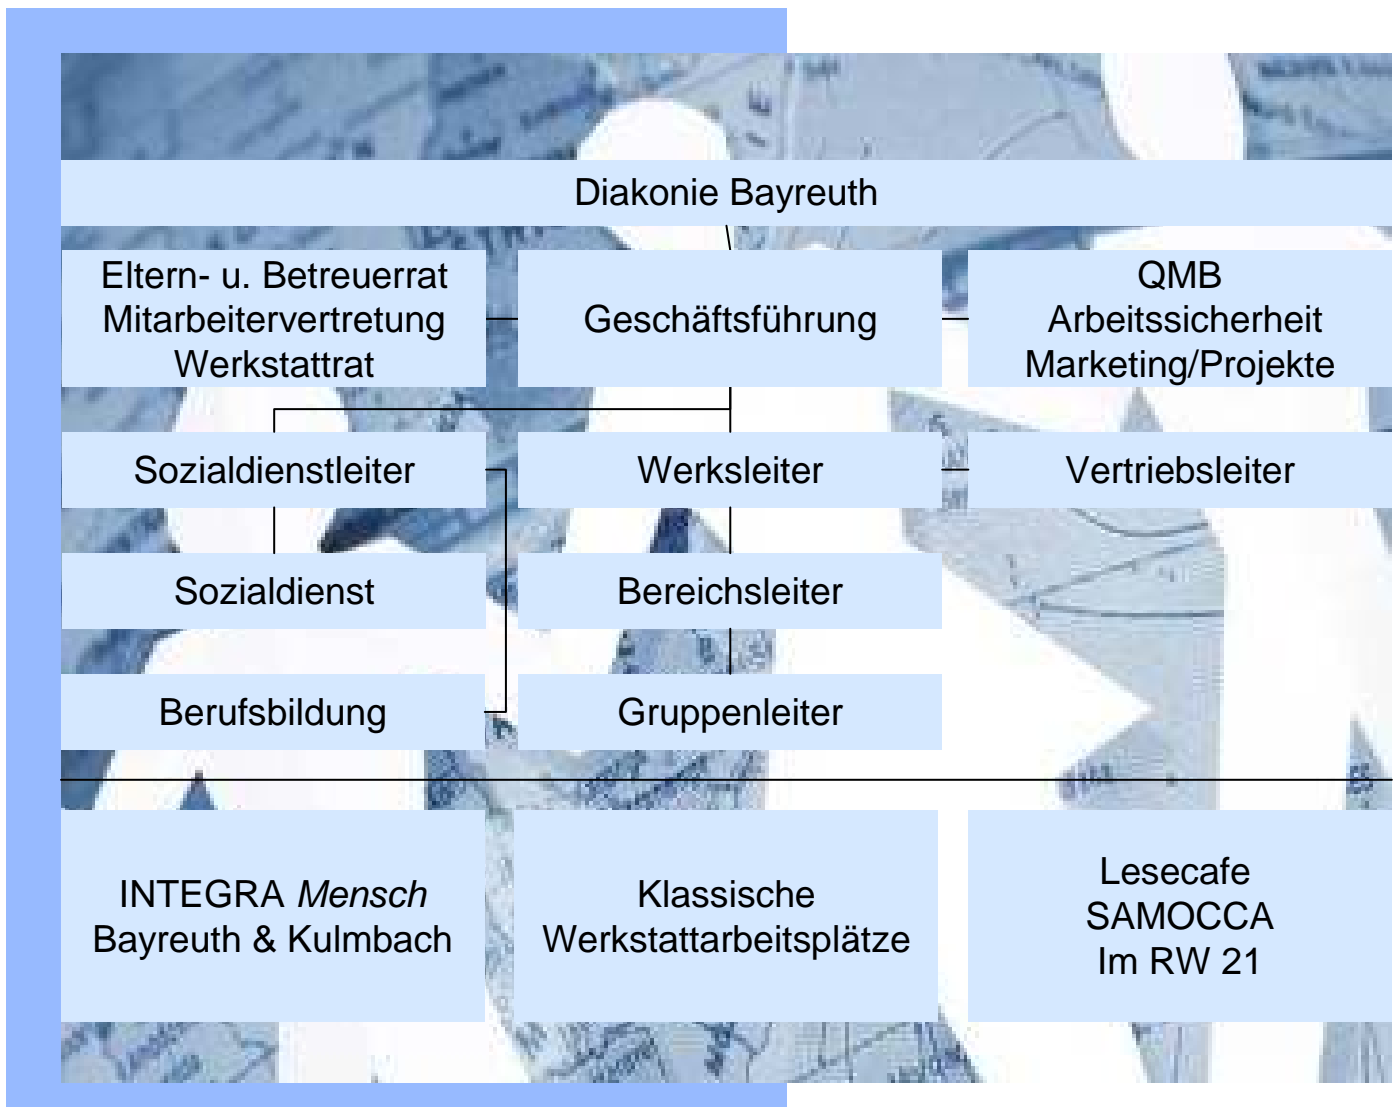 Diakonie Bayreuth
Eltern- u. Betreuerrat
Mitarbeitervertretung
Werkstattrat
Geschäftsführung
QMB
Arbeitssicherheit
Marketing/Projekte
Sozialdienstleiter
Werksleiter
Vertriebsleiter
Sozialdienst
Bereichsleiter
Berufsbildung
Gruppenleiter
INTEGRA Mensch
Bayreuth & Kulmbach
Klassische
Werkstattarbeitsplätze
Lesecafe
SAMOCCA
Im RW 21